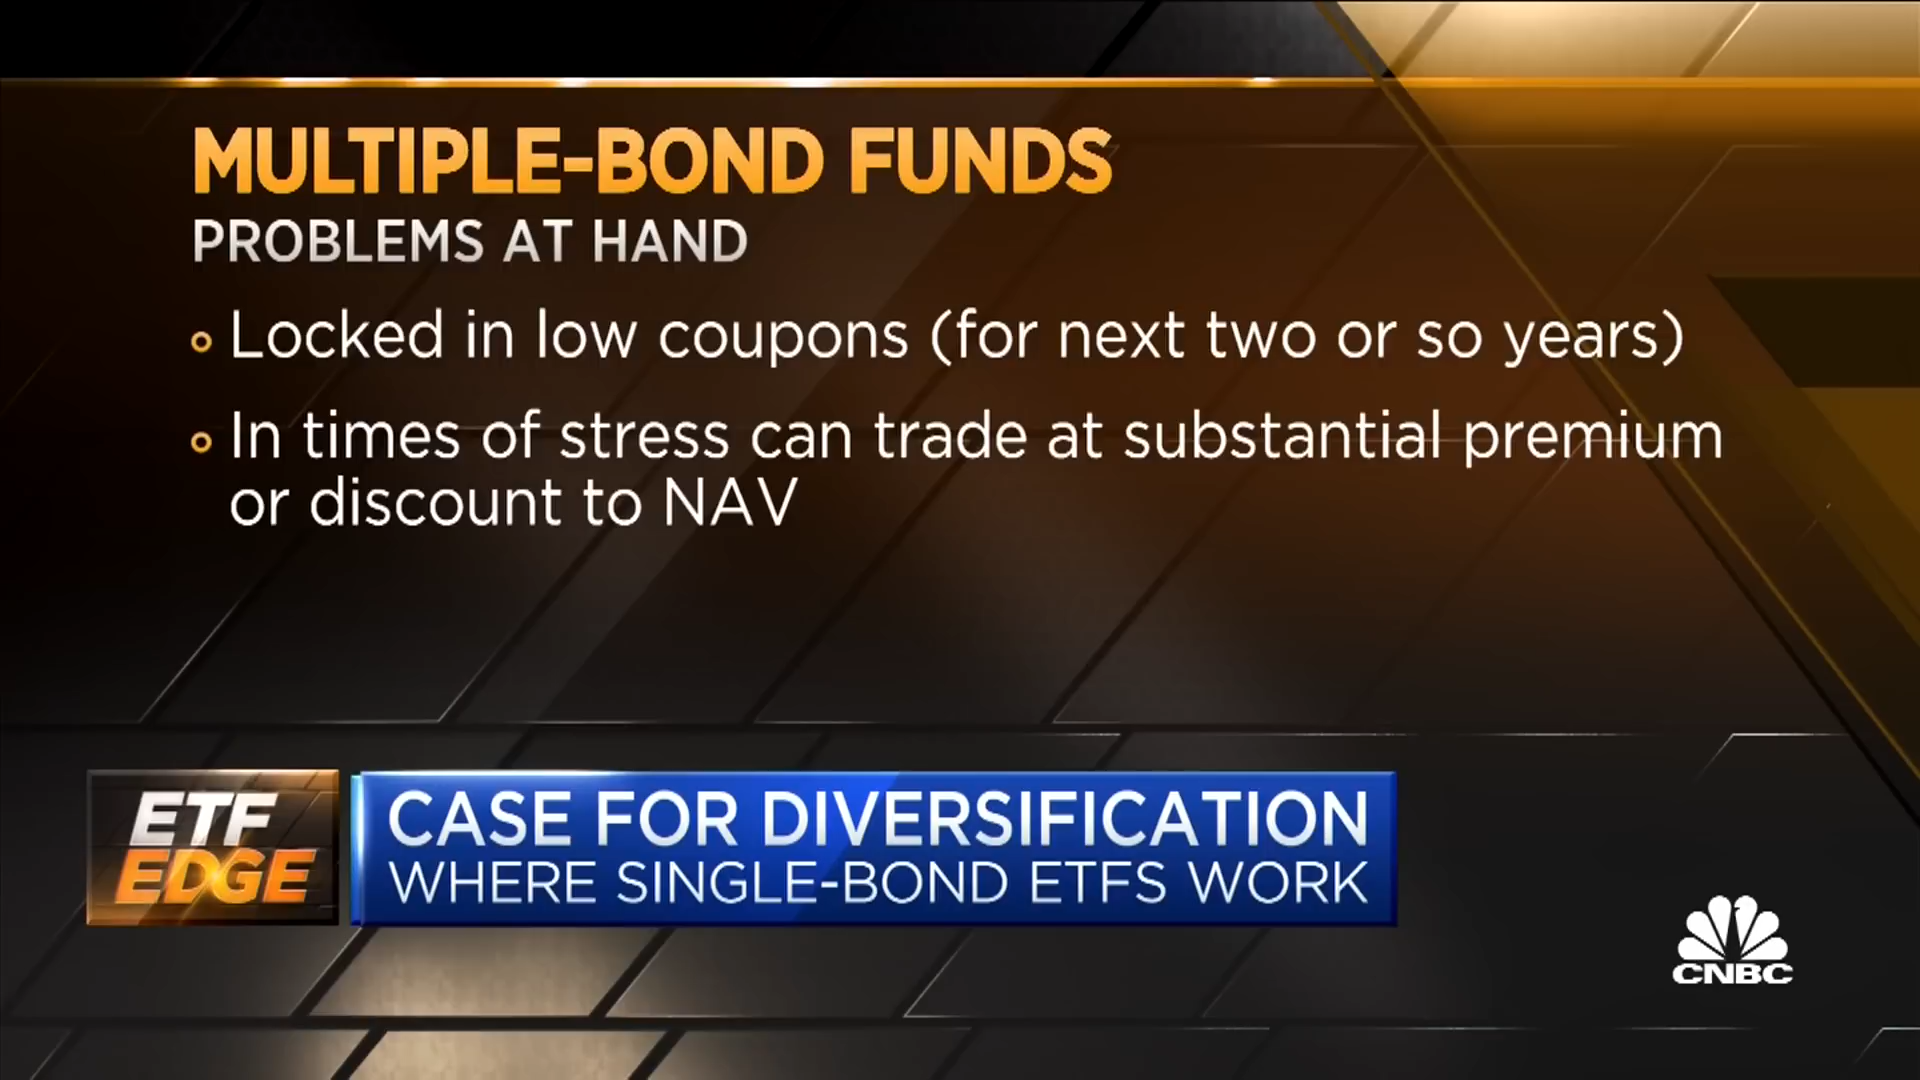 MULTIPLE-BOND FUNDS
PROBLEMS AT HAND
Locked in low coupons (for next two or so years)
In times of stress can trade at substantial premium
or discount to NAV
ETF
EDGE
CASE FOR DIVERSIFICATION
WHERE SINGLE-BOND ETFS WORK
CNBC